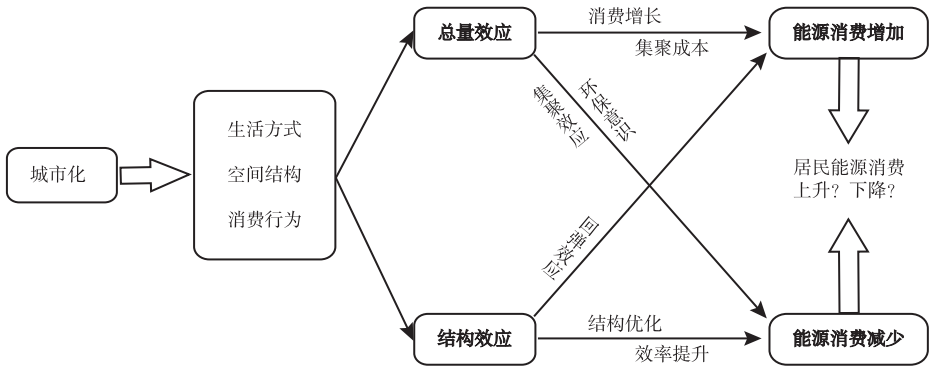 城市化
生活方式
空间结构
消费行为
总量效应
消费增长
集聚成本
能源消费增加
集聚效应
环保意识
居民能源消费
上升？下降？
回弹效应
结构效应
结构优化
效率提升
能源消费减少